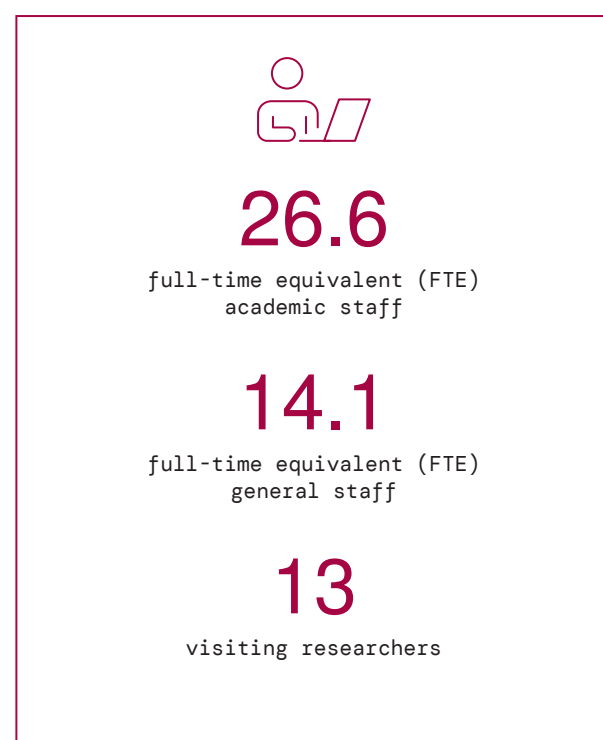 26.6
full-time equivalent (FTE)
academic staff
14.1
full-time equivalent (FTE)
general staff
13
visiting researchers